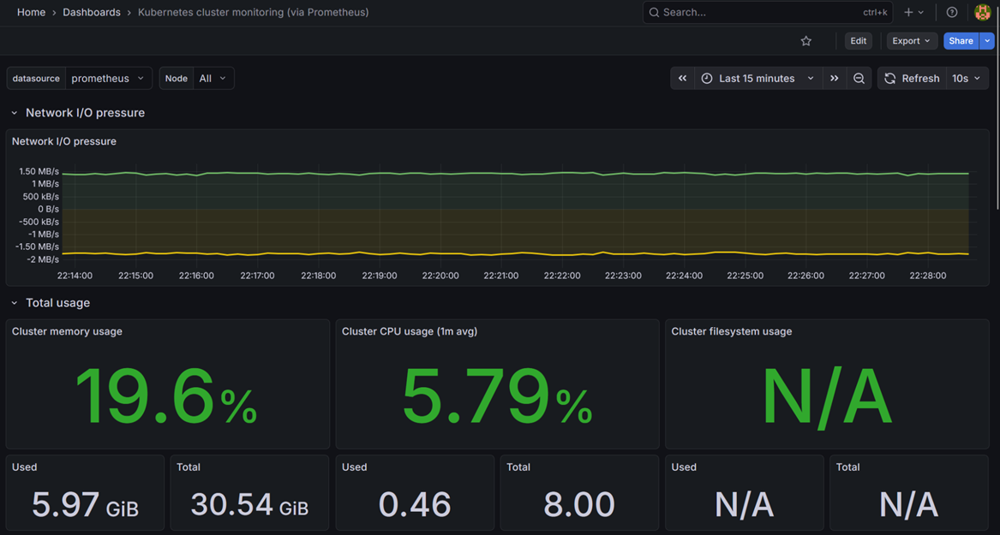 Home › Dashboards › Kubernetes cluster monitoring (via Prometheus)
Search... ctrl+k
Edit Export Share
datasource prometheus Node All Last 15 minutes Refresh 10s
Network I/O pressure
Network I/O pressure
1.50 MB/s
1 MB/s
500 kB/s
0 B/s
-500 kB/s
-1 MB/s
-1.50 MB/s
-2 MB/s
22:14:00 22:15:00 22:16:00 22:17:00 22:18:00 22:19:00 22:20:00 22:21:00 22:22:00 22:23:00 22:24:00 22:25:00 22:26:00 22:27:00 22:28:00
Total usage
Cluster memory usage
19.6%
Cluster CPU usage (1m avg)
5.79%
Cluster filesystem usage
N/A
Used
5.97 GiB
Total
30.54 GiB
Used
0.46
Total
8.00
Used
N/A
Total
N/A